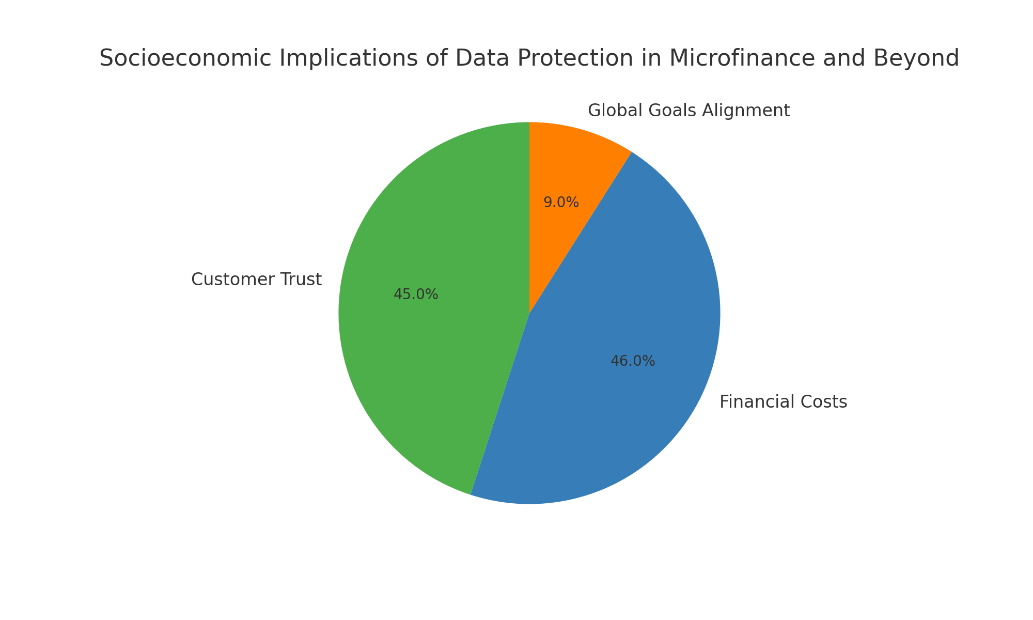 Socioeconomic Implications of Data Protection in Microfinance and Beyond
Global Goals Alignment
9.0%
Customer Trust
45.0%
46.0%
Financial Costs